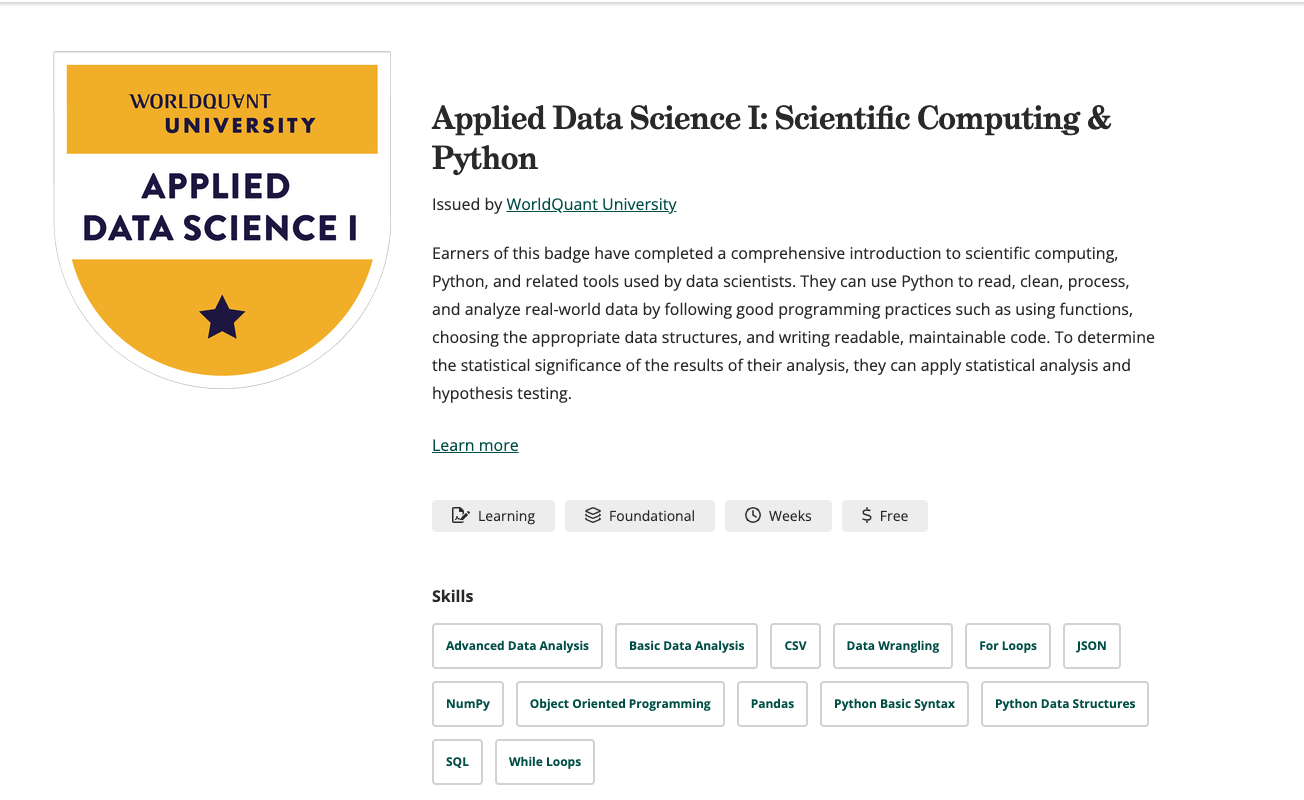 WORLDQUANT
UNIVERSITY
APPLIED
DATA SCIENCE I
Applied Data Science I: Scientific Computing &
Python
Issued by WorldQuant University
Earners of this badge have completed a comprehensive introduction to scientific computing,
Python, and related tools used by data scientists. They can use Python to read, clean, process,
and analyze real-world data by following good programming practices such as using functions,
choosing the appropriate data structures, and writing readable, maintainable code. To determine
the statistical significance of the results of their analysis, they can apply statistical analysis and
hypothesis testing.
Learn more
Learning Foundational Weeks $ Free
Skills
Advanced Data Analysis Basic Data Analysis CSV Data Wrangling For Loops JSON
NumPy Object Oriented Programming Pandas Python Basic Syntax Python Data Structures
SQL While Loops